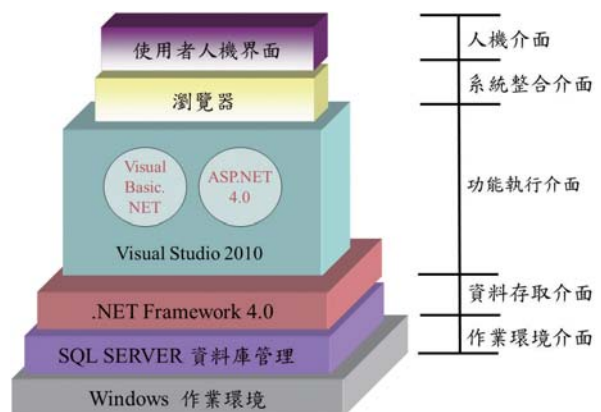 使用者人機界面
瀏覽器
Visual
Basic.
NET
ASP.NET
4.0
Visual Studio 2010
.NET Framework 4.0
SQL SERVER 資料庫管理
Windows 作業環境
人機介面
系統整合介面
功能執行介面
資料存取介面
作業環境介面